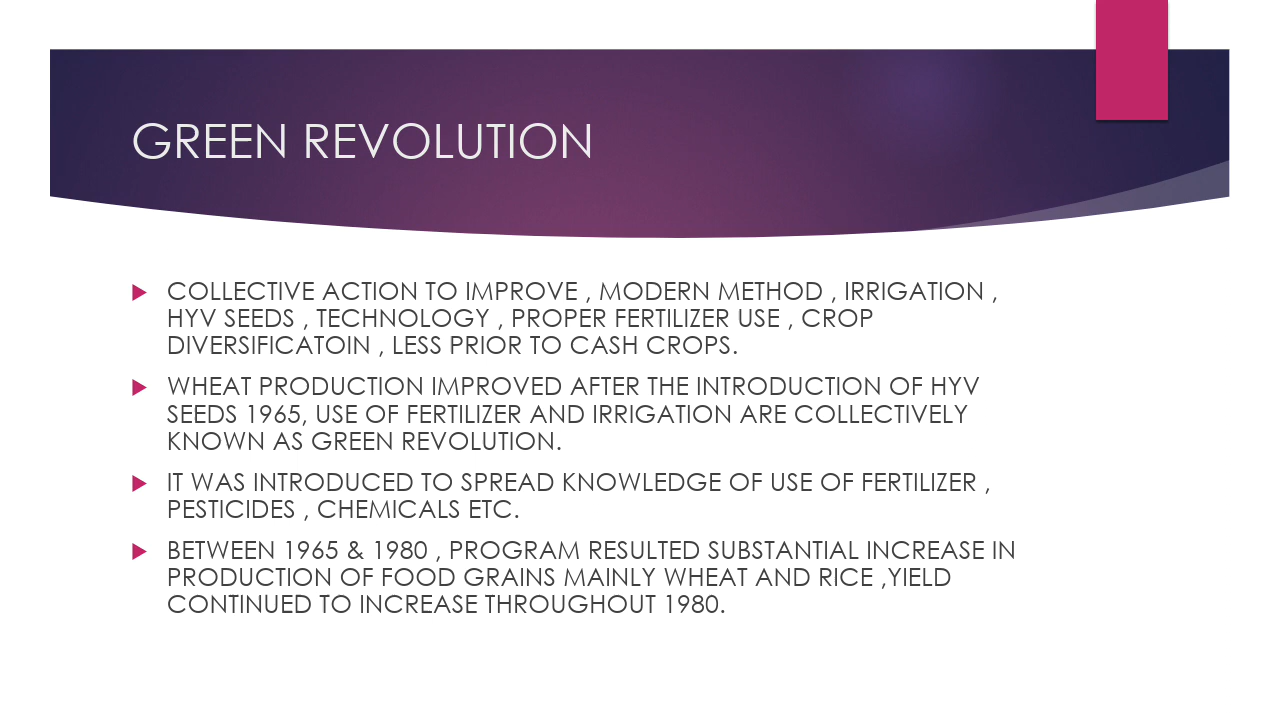 GREEN REVOLUTION
COLLECTIVE ACTION TO IMPROVE , MODERN METHOD , IRRIGATION ,
HYV SEEDS , TECHNOLOGY , PROPER FERTILIZER USE , CROP
DIVERSIFICATOIN , LESS PRIOR TO CASH CROPS.
WHEAT PRODUCTION IMPROVED AFTER THE INTRODUCTION OF HYV
SEEDS 1965, USE OF FERTILIZER AND IRRIGATION ARE COLLECTIVELY
KNOWN AS GREEN REVOLUTION.
IT WAS INTRODUCED TO SPREAD KNOWLEDGE OF USE OF FERTILIZER ,
PESTICIDES , CHEMICALS ETC.
BETWEEN 1965 & 1980 , PROGRAM RESULTED SUBSTANTIAL INCREASE IN
PRODUCTION OF FOOD GRAINS MAINLY WHEAT AND RICE ,YIELD
CONTINUED TO INCREASE THROUGHOUT 1980.